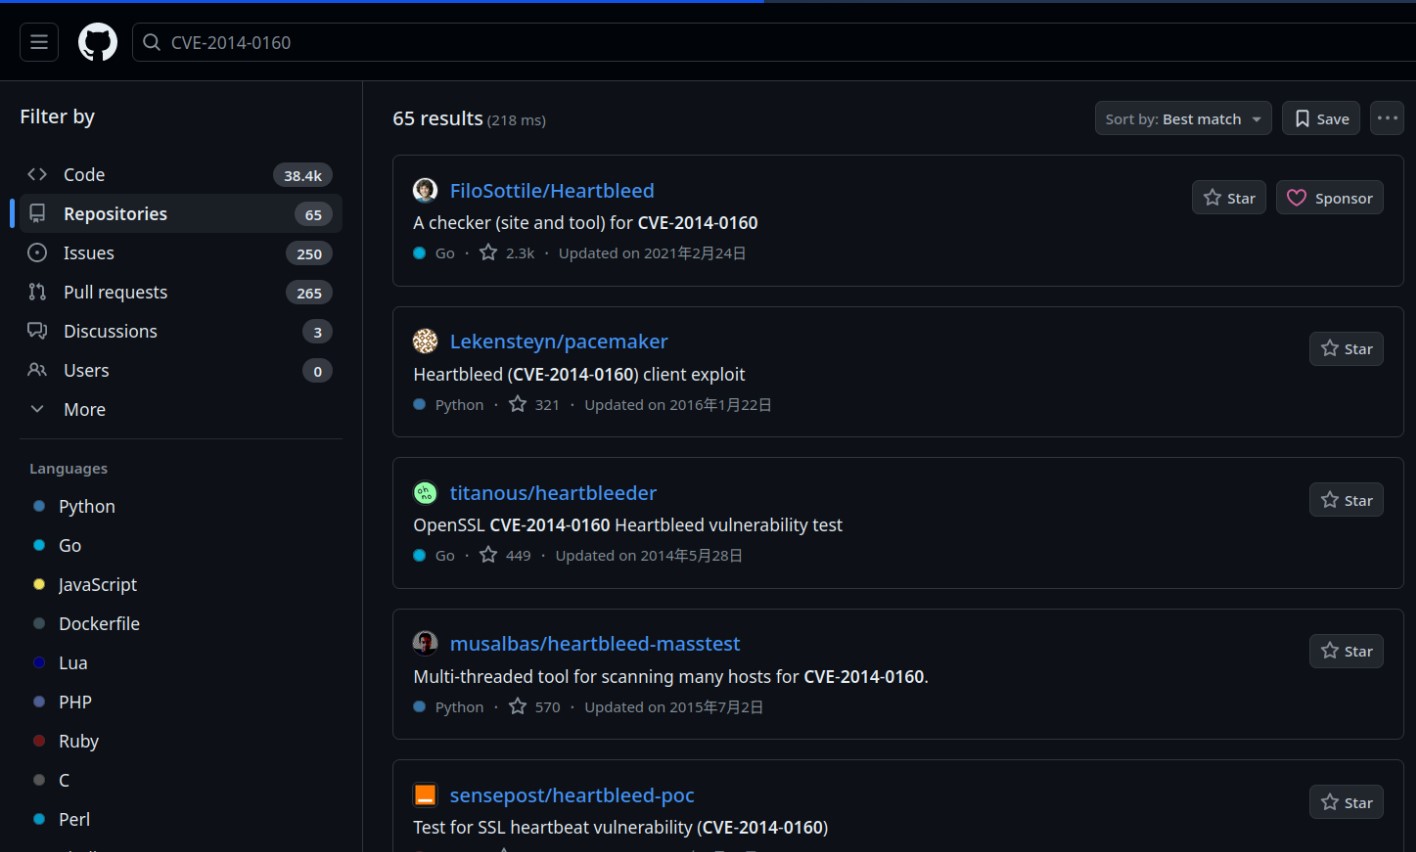 CVE-2014-0160
Filter by
Code 38.4k
Repositories 65
Issues 250
Pull requests 265
Discussions 3
Users 0
More
Languages
Python
Go
JavaScript
Dockerfile
Lua
PHP
Ruby
C
Perl
65 results (218 ms)
Sort by: Best match
Save
FiloSottile/Heartbleed
Star
Sponsor
A checker (site and tool) for CVE-2014-0160
Go · 2.3k · Updated on 2021年2月24日
Lekensteyn/pacemaker
Star
Heartbleed (CVE-2014-0160) client exploit
Python · 321 · Updated on 2016年1月22日
oh no
titanous/heartbleeder
Star
OpenSSL CVE-2014-0160 Heartbleed vulnerability test
Go · 449 · Updated on 2014年5月28日
musalbas/heartbleed-masstest
Star
Multi-threaded tool for scanning many hosts for CVE-2014-0160.
Python · 570 · Updated on 2015年7月2日
sensepost/heartbleed-poc
Star
Test for SSL heartbeat vulnerability (CVE-2014-0160)